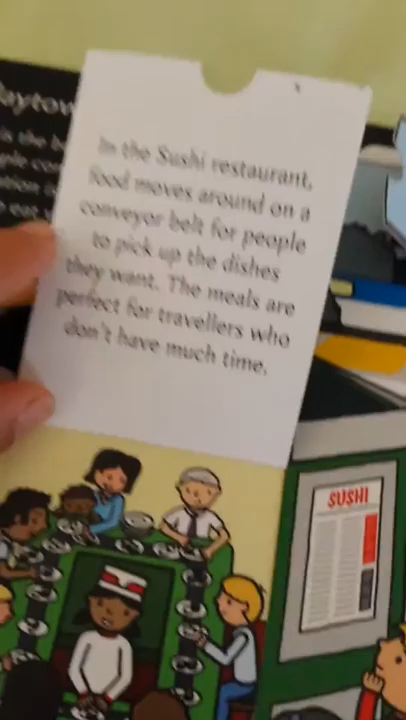 In the Sushi restaurant,
food moves around on a
conveyor belt for people
to pick up the dishes
they want. The meals are
perfect for travellers who
don't have much time.
SUSHI